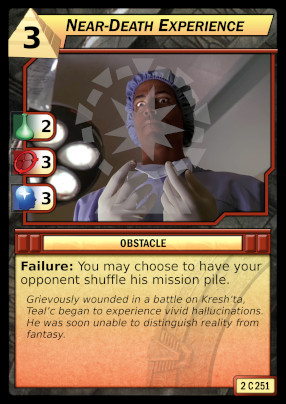 NEAR-DEATH EXPERIENCE
3
2
3
3
OBSTACLE
Failure: You may choose to have your
opponent shuffle his mission pile.
Grievously wounded in a battle on Kresh'ta,
Teal'c began to experience vivid hallucinations.
He was soon unable to distinguish reality from
fantasy.
2 C 251